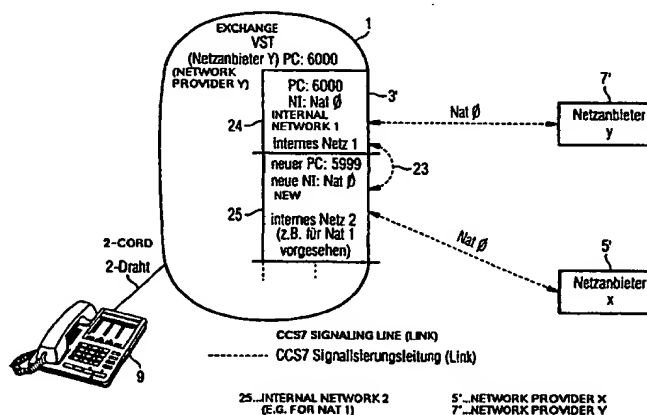 EXCHANGE
VST
(Netzanbieter Y) PC: 6000
(NETWORK
PROVIDER Y)
1
PC: 6000
NI: Nat Ø
INTERNAL
NETWORK 1
internes Netz 1
3'
24
neuer PC: 5999
neue NI: Nat Ø
NEW
internes Netz 2
(z.B. für Nat 1
vorgesehen)
25
23
Nat Ø
7'
Netzanbieter
y
Nat Ø
5'
Netzanbieter
x
2-CORD
2-Draht
9
CCS7 SIGNALING LINE (LINK)
CCS7 Signalisierungsleitung (Link)
25...INTERNAL NETWORK 2
(E.G. FOR NAT 1)
5'...NETWORK PROVIDER X
7'...NETWORK PROVIDER Y